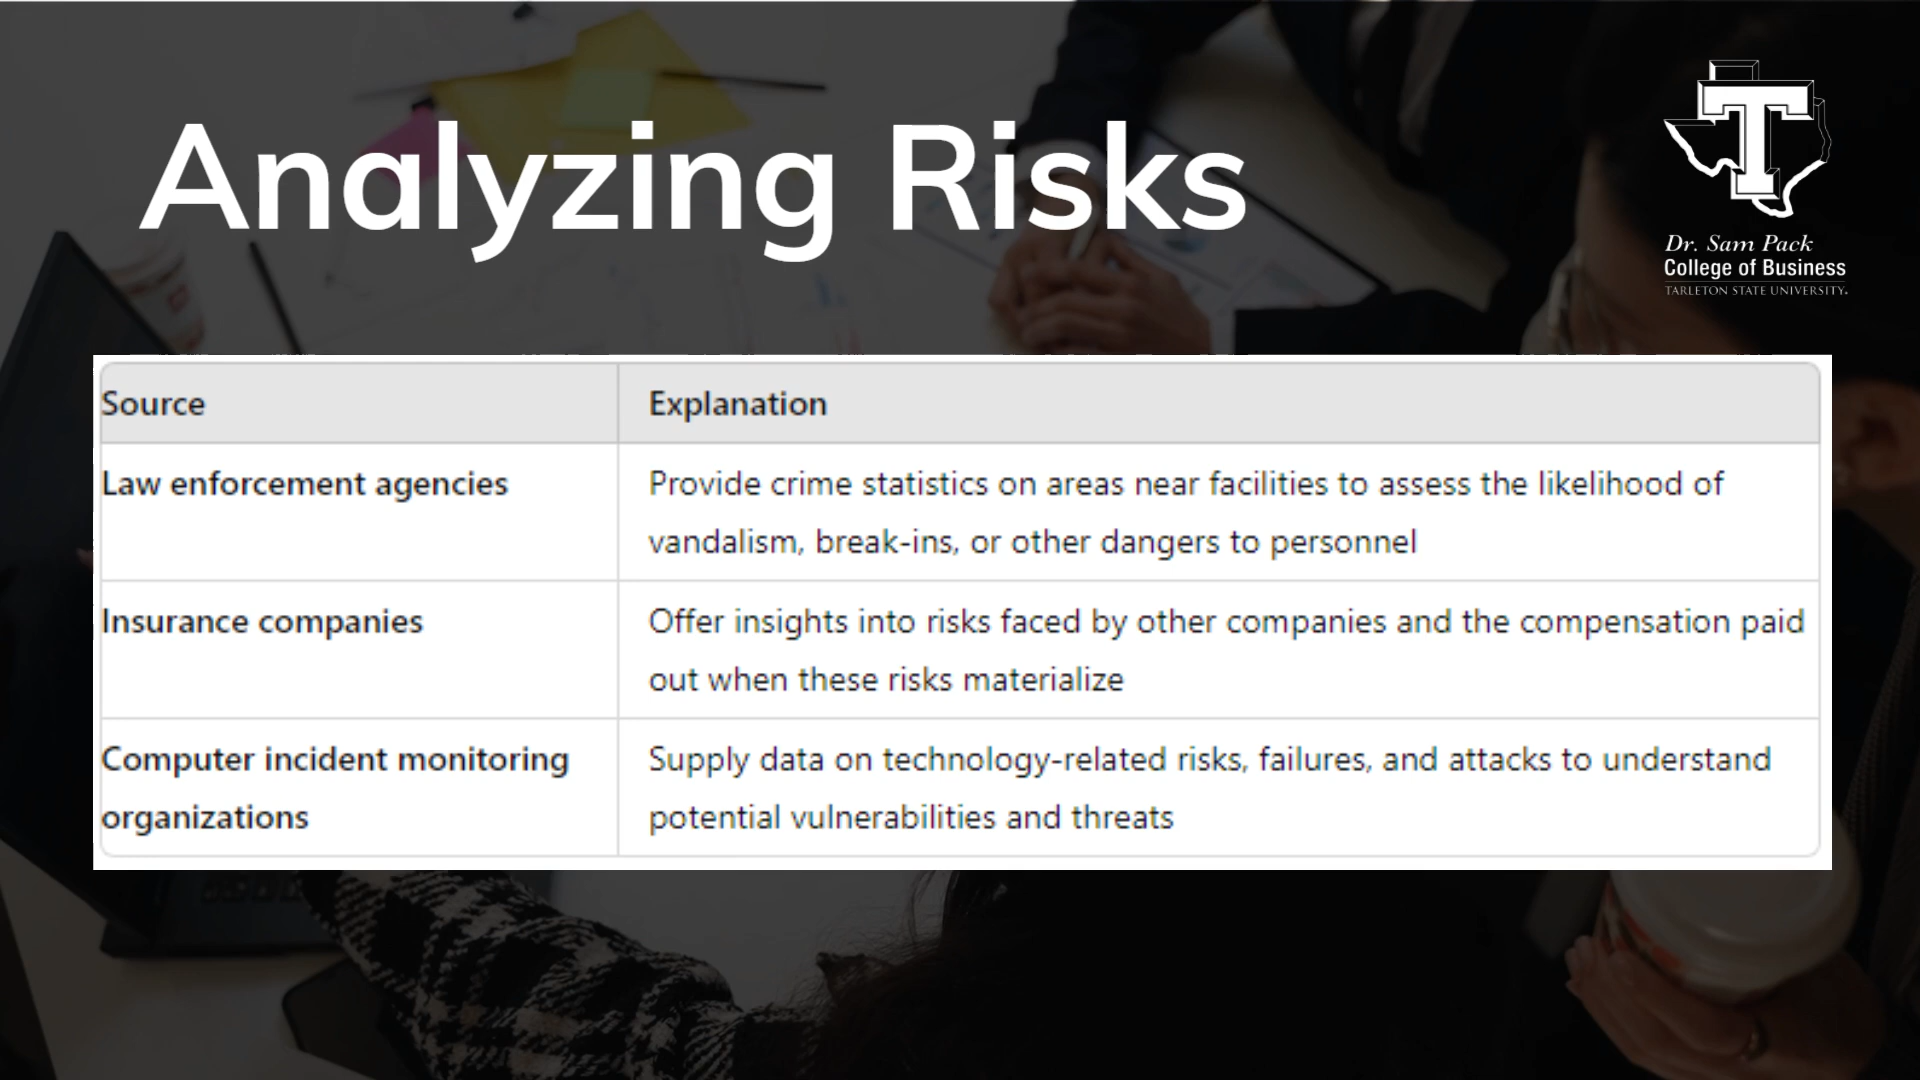 Analyzing Risks
T
Dr. Sam Pack
College of Business
TARLETON STATE UNIVERSITY.
Source
Explanation
Law enforcement agencies
Provide crime statistics on areas near facilities to assess the likelihood of
vandalism, break-ins, or other dangers to personnel
Insurance companies
Offer insights into risks faced by other companies and the compensation paid
out when these risks materialize
Computer incident monitoring
organizations
Supply data on technology-related risks, failures, and attacks to understand
potential vulnerabilities and threats